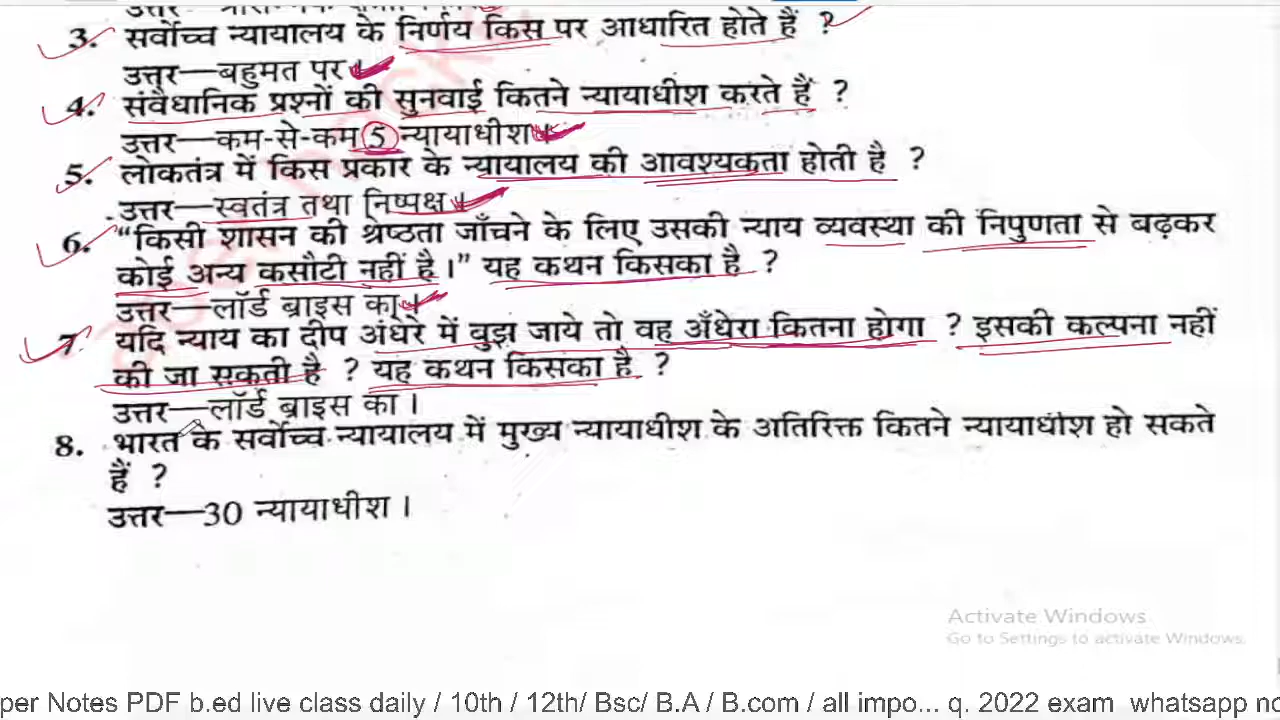 उत्तर—
3. सर्वोच्च न्यायालय के निर्णय किस पर आधारित होते हैं ?
उत्तर—बहुमत पर ।
4. संवैधानिक प्रश्नों की सुनवाई कितने न्यायाधीश करते हैं ?
उत्तर—कम-से-कम 5 न्यायाधीश ।
5. लोकतंत्र में किस प्रकार के न्यायालय की आवश्यकता होती है ?
उत्तर—स्वतंत्र तथा निष्पक्ष ।
6. “किसी शासन की श्रेष्ठता जाँचने के लिए उसकी न्याय व्यवस्था की निपुणता से बढ़कर
कोई अन्य कसौटी नहीं है।” यह कथन किसका है ?
उत्तर—लॉर्ड ब्राइस का ।
7. यदि न्याय का दीप अंधेरे में बुझ जाये तो वह अँधेरा कितना होगा ? इसकी कल्पना नहीं
की जा सकती है ? यह कथन किसका है ?
उत्तर—लॉर्ड ब्राइस का ।
8. भारत के सर्वोच्च न्यायालय में मुख्य न्यायाधीश के अतिरिक्त कितने न्यायाधीश हो सकते
हैं ?
उत्तर—30 न्यायाधीश ।
Activate Windows
Go to Settings to activate Windows.
per Notes PDF b.ed live class daily / 10th / 12th/ Bsc/ B.A / B.com / all impo... q. 2022 exam whatsapp no